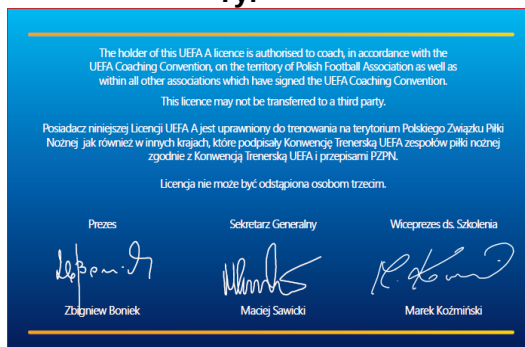 The holder of this UEFA A licence is authorised to coach, in accordance with the
UEFA Coaching Convention, on the territory of Polish Football Association as well as
within all other associations which have signed the UEFA Coaching Convention.
This licence may not be transferred to a third party.
Posiadacz niniejszej Licencji UEFA A jest uprawniony do trenowania na terytorium Polskiego Związku Piłki
Nożnej jak również w innych krajach, które podpisały Konwencję Trenerską UEFA zespołów piłki nożnej
zgodnie z Konwencją Trenerską UEFA i przepisami PZPN.
Licencja nie może być odstąpiona osobom trzecim.
Prezes Sekretarz Generalny Wiceprezes ds. Szkolenia
Zbigniew Boniek Maciej Sawicki Marek Koźmiński